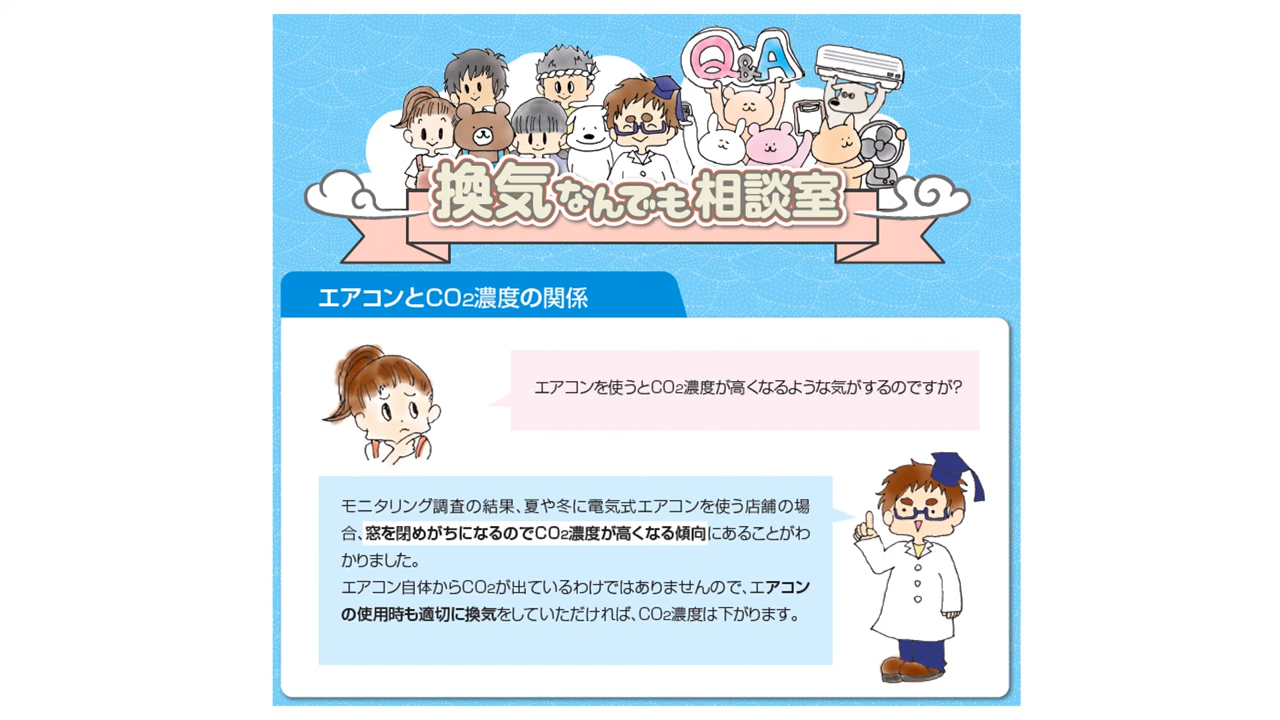 Q&A
換気なんでも相談室
エアコンとCO2濃度の関係
エアコンを使うとCO2濃度が高くなるような気がするのですが?
モニタリング調査の結果、夏や冬に電気式エアコンを使う店舗の場
合、窓を閉めがちになるのでCO2濃度が高くなる傾向にあることがわ
かりました。
エアコン自体からCO2が出ているわけではありませんので、エアコン
の使用時も適切に換気をしていただければ、CO2濃度は下がります。